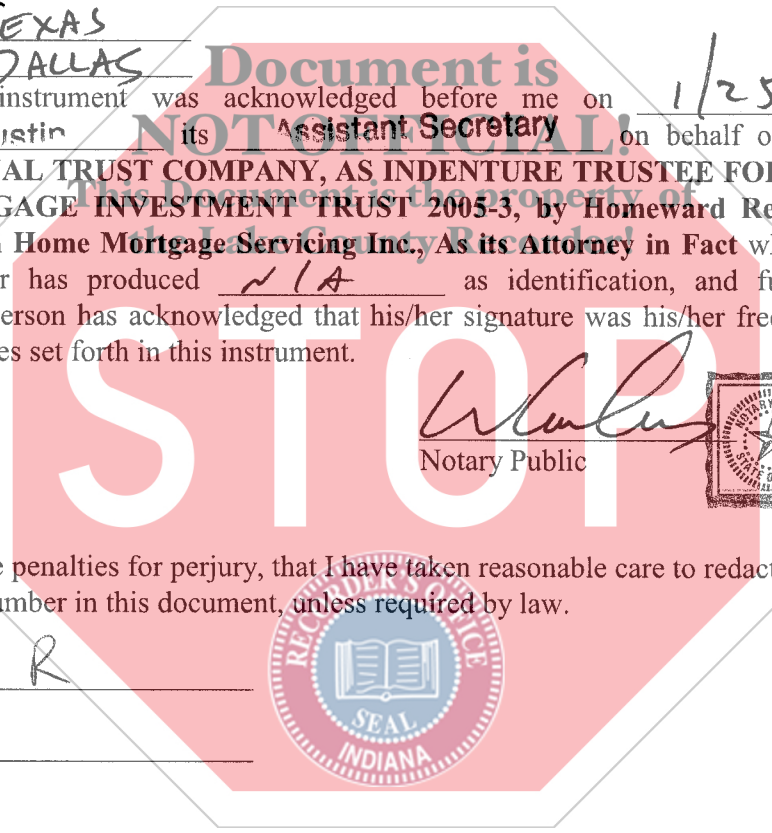 EXAS
DALLAS
Document is
instrument was acknowledged before me on 1/25
ustin its Assistant Secretary on behalf o
NOT OFFICIAL!
AL TRUST COMPANY, AS INDENTURE TRUSTEE FO
This Document is the property of
GAGE INVESTMENT TRUST 2005-3, by Homeward Re
the Lake County Recorder!
Home Mortgage Servicing Inc., As its Attorney in Fact w
r has produced N/A as identification, and fu
erson has acknowledged that his/her signature was his/her free
es set forth in this instrument.
STOP
NOTARY
STATE O
Notary Public
e penalties for perjury, that I have taken reasonable care to redact
umber in this document, unless required by law.
RECORDER'S OFFICE
R
SEAL
INDIANA